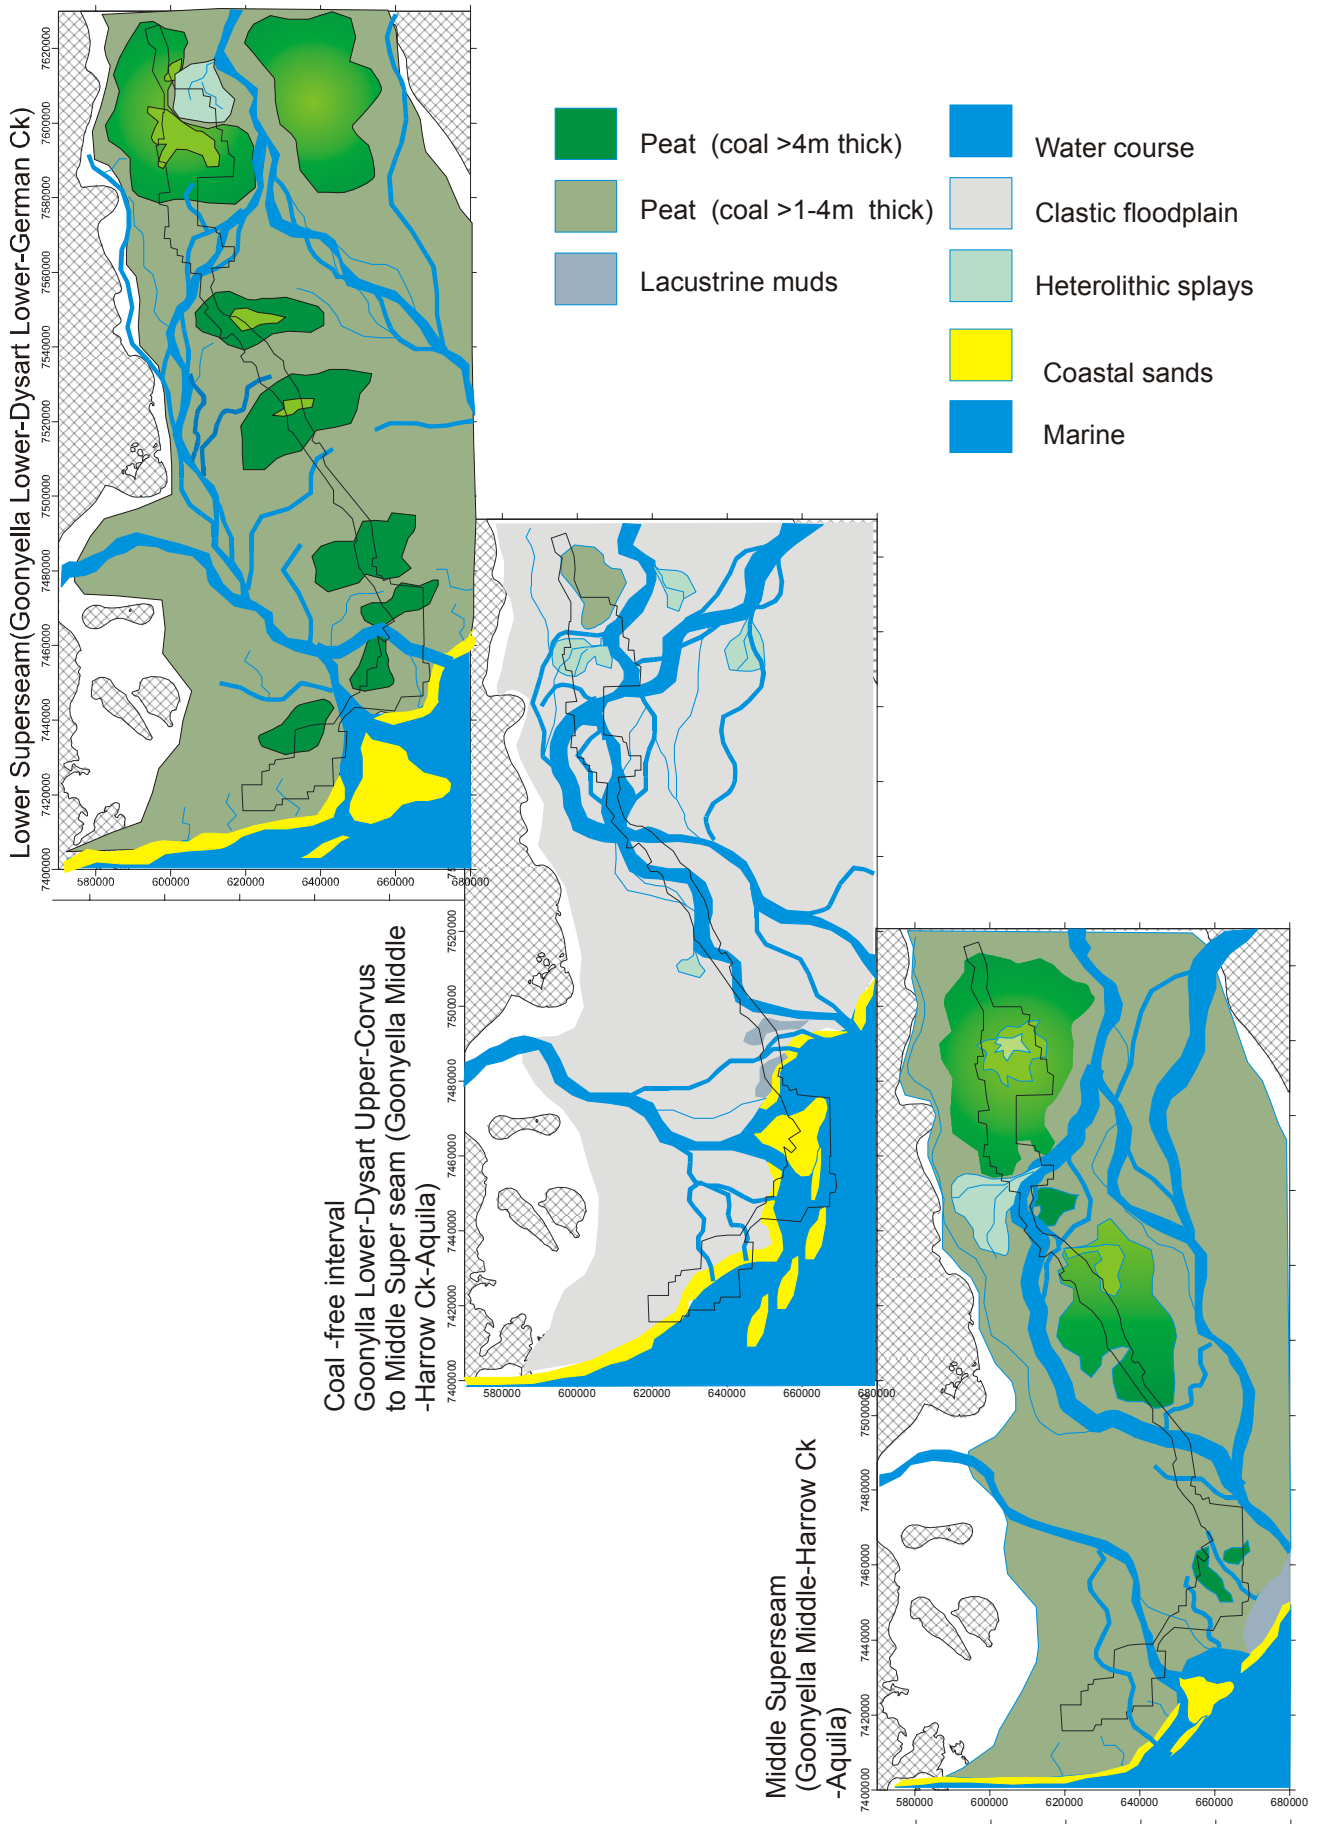 Lower Superseam(Goonyella Lower-Dysart Lower-German Ck)
7620000
7600000
7580000
7560000
7540000
7520000
7500000
7480000
7460000
7440000
7420000
7400000
580000
600000
620000
640000
660000
680000
Peat (coal >4m thick)
Peat (coal >1-4m thick)
Lacustrine muds
Water course
Clastic floodplain
Heterolithic splays
Coastal sands
Marine
Coal -free interval
Goonylla Lower-Dysart Upper-Corvus
to Middle Super seam (Goonyella Middle
-Harrow Ck-Aquila)
75
7520000
7500000
7480000
7460000
7440000
7420000
7400000
580000
600000
620000
640000
660000
680000
Middle Superseam
(Goonyella Middle-Harrow Ck
-Aquila)
7500000
7480000
7460000
7440000
7420000
7400000
580000
600000
620000
640000
660000
680000